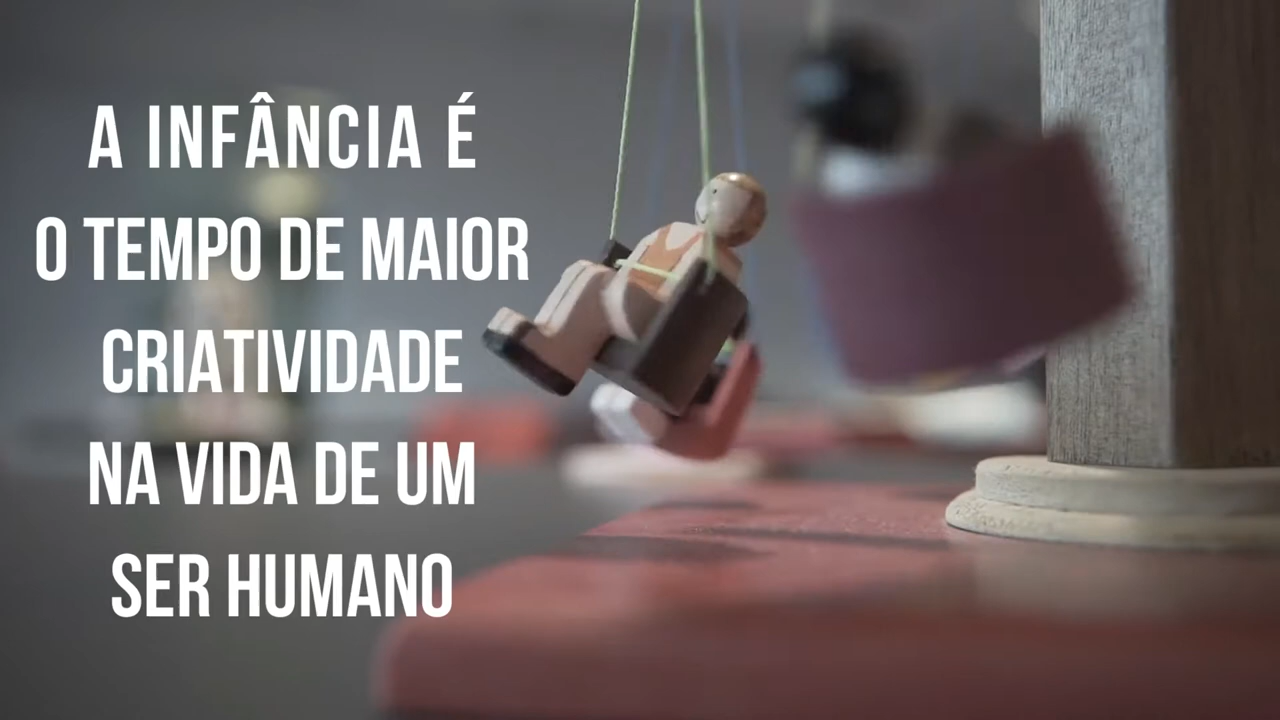 A INFÂNCIA É
O TEMPO DE MAIOR
CRIATIVIDADE
NA VIDA DE UM
SER HUMANO